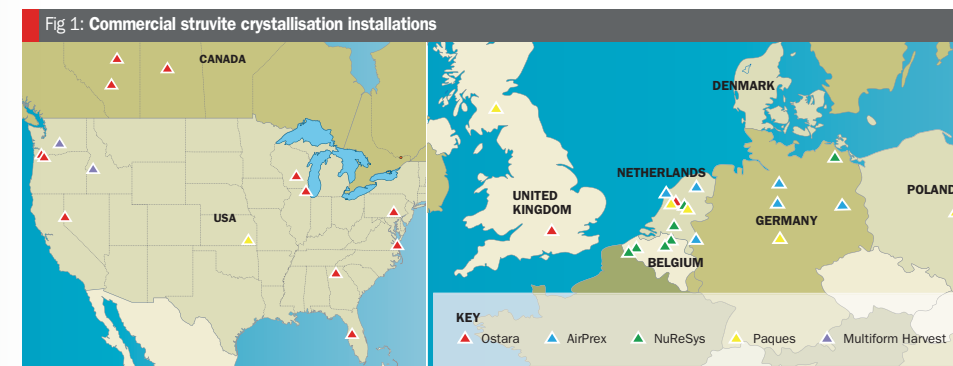 Fig 1: Commercial struvite crystallisation installations
CANADA
USA
DENMARK
NETHERLANDS
UNITED
KINGDOM
POLAND
GERMANY
BELGIUM
KEY
Ostara AirPrex NuReSys Paques Multiform Harvest